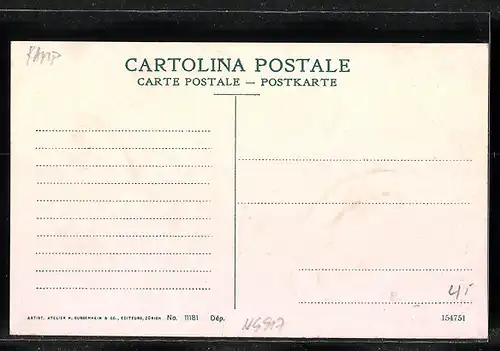 CARTOLINA POSTALE
CARTE POSTALE — POSTKARTE
ARTIST. ATELIER H. GUGGENHEIM & CO., EDITEURS, ZÜRICH No. 11181 Dép.
154751